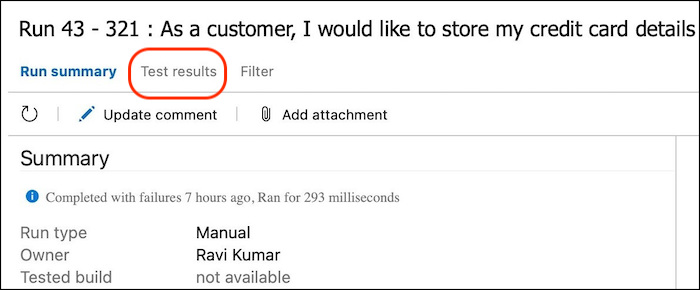 Run 43 - 321 : As a customer, I would like to store my credit card details
Run summary Test results Filter
Update comment Add attachment
Summary
Completed with failures 7 hours ago, Ran for 293 milliseconds
Run type Manual
Owner Ravi Kumar
Tested build not available